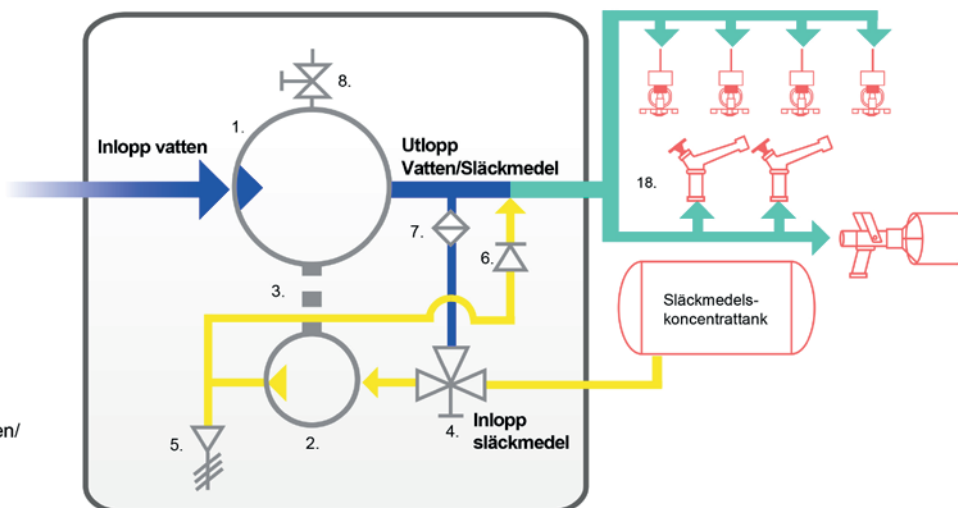 8.
1.
Inlopp vatten
Utlopp
Vatten/Släckmedel
18.
7.
6.
3.
Släckmedels-
koncentrattank
en/
5.
2.
4.
Inlopp
släckmedel